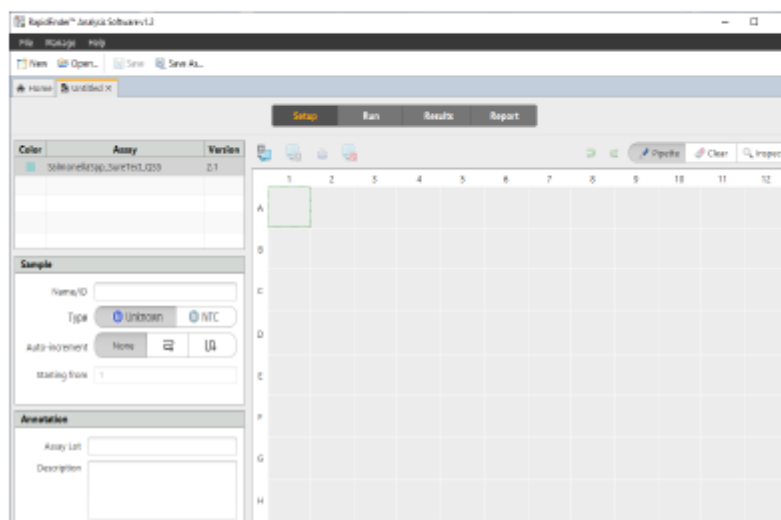 RapidFinder™ Analysis Software v1.2
File Manage Help
New Open... Save Save As...
Home Untitled ×
Setup Run Results Report
Color Assay Version
2.1
Pipette Clear Inspect
1 2 3 4 5 6 7 8 9 10 11 12
A
B
C
D
E
F
G
H
Sample
Name/ID
Type Unknown NTC
Auto-increment None
Starting from 1
Annotation
Assay Lot
Description